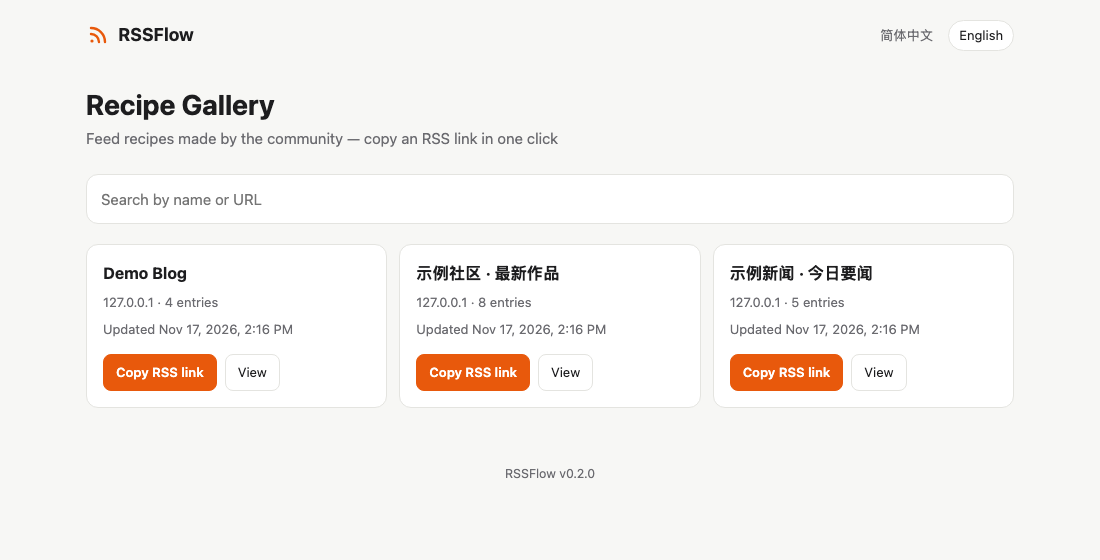 RSSFlow
简体中文 English
Recipe Gallery
Feed recipes made by the community — copy an RSS link in one click
Search by name or URL
Demo Blog
127.0.0.1 · 4 entries
Updated Nov 17, 2026, 2:16 PM
Copy RSS link View
示例社区 · 最新作品
127.0.0.1 · 8 entries
Updated Nov 17, 2026, 2:16 PM
Copy RSS link View
示例新闻 · 今日要闻
127.0.0.1 · 5 entries
Updated Nov 17, 2026, 2:16 PM
Copy RSS link View
RSSFlow v0.2.0